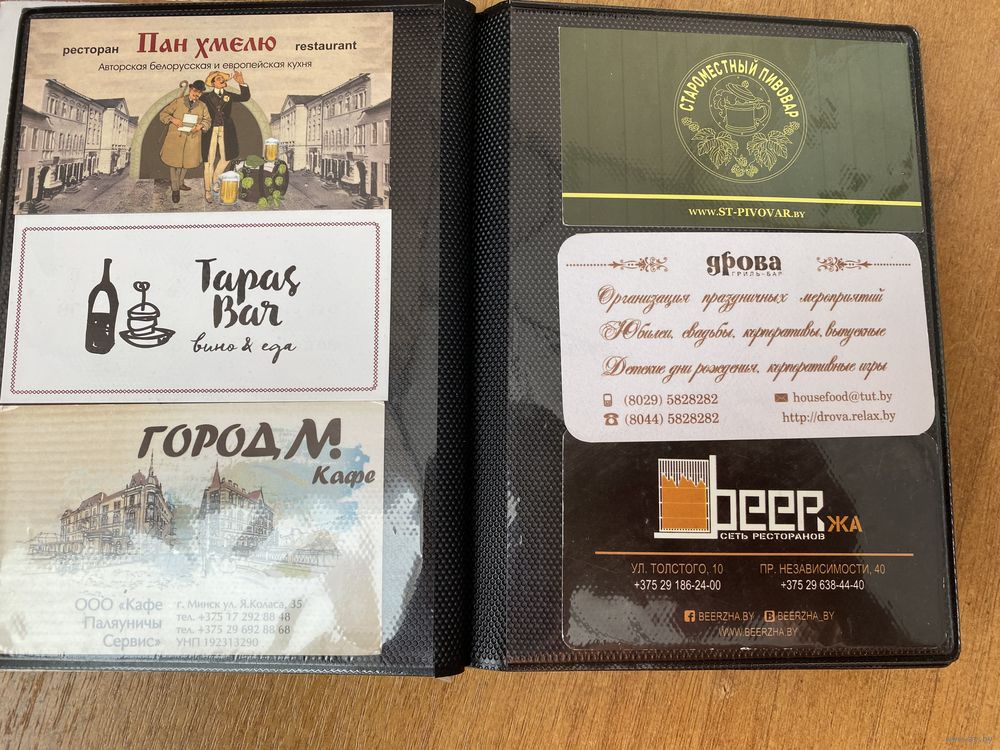 ресторан Пан хмелю restaurant
Авторская белорусская и европейская кухня
Tapas
Bar
вино & еда
ГОРОД М!
Кафе
ООО «Кафе
Паляуничы
Сервис»
г. Минск ул. Я.Коласа, 35
тел. +375 17 292 88 48
тел. +375 29 692 88 68
УНП 192313290
СТАРОМЕСТНЫЙ ПИВОВАР
WWW.ST-PIVOVAR.BY
дрова
ГРИЛЬ-БАР
Организация праздничных мероприятий
Юбилеи, свадьбы, корпоративы, выпускные
Детские дни рождения, корпоративные игры
(8029) 5828282 housefood@tut.by
(8044) 5828282 http://drova.relax.by
beerжа
СЕТЬ РЕСТОРАНОВ
УЛ. ТОЛСТОГО, 10 ПР. НЕЗАВИСИМОСТИ, 40
+375 29 186-24-00 +375 29 638-44-40
BEERZHA.BY BEERZHA_BY
WWW.BEERZHA.BY